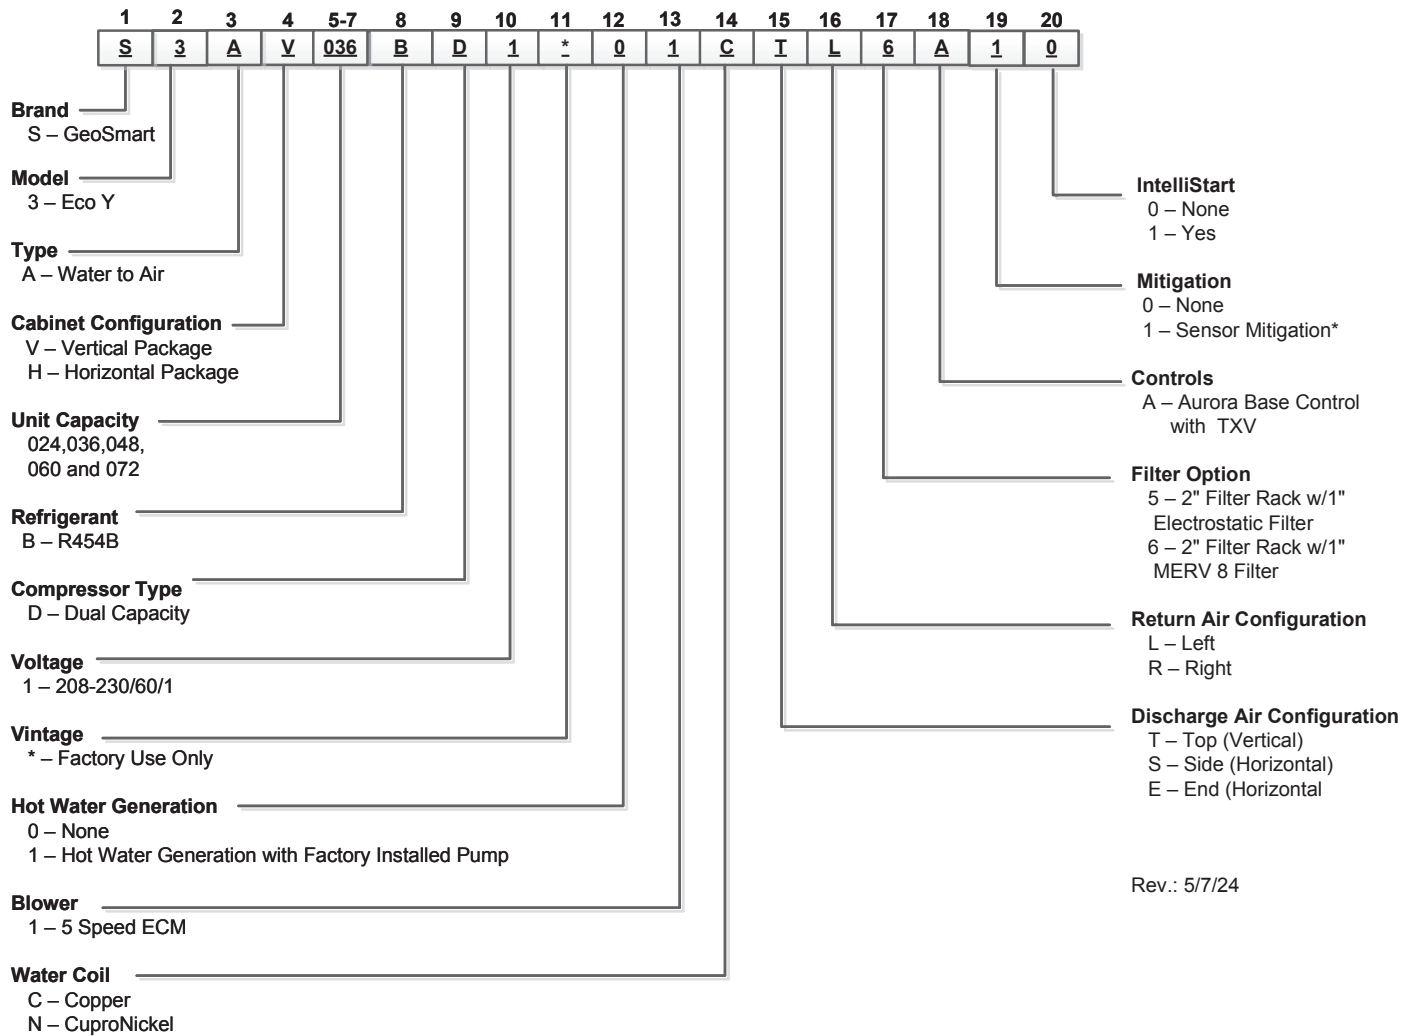 1 2 3 4 5-7 8 9 10 11 12 13 14 15 16 17 18 19 20
S 3 A V 036 B D 1 * 0 1 C T L 6 A 1 0
Brand
S – GeoSmart
Model
3 – Eco Y
Type
A – Water to Air
Cabinet Configuration
V – Vertical Package
H – Horizontal Package
Unit Capacity
024,036,048,
060 and 072
Refrigerant
B – R454B
Compressor Type
D – Dual Capacity
Voltage
1 – 208-230/60/1
Vintage
* – Factory Use Only
Hot Water Generation
0 – None
1 – Hot Water Generation with Factory Installed Pump
Blower
1 – 5 Speed ECM
Water Coil
C – Copper
N – CuproNickel
IntelliStart
0 – None
1 – Yes
Mitigation
0 – None
1 – Sensor Mitigation*
Controls
A – Aurora Base Control
with TXV
Filter Option
5 – 2" Filter Rack w/1"
Electrostatic Filter
6 – 2" Filter Rack w/1"
MERV 8 Filter
Return Air Configuration
L – Left
R – Right
Discharge Air Configuration
T – Top (Vertical)
S – Side (Horizontal)
E – End (Horizontal
Rev.: 5/7/24